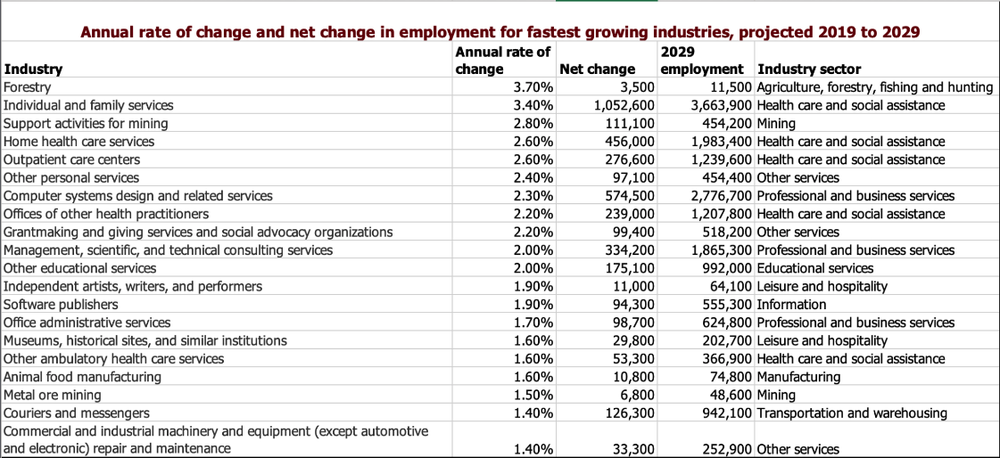 Annual rate of change and net change in employment for fastest growing industries, projected 2019 to 2029
Industry Annual rate of change Net change 2029 employment Industry sector
Forestry 3.70% 3,500 11,500 Agriculture, forestry, fishing and hunting
Individual and family services 3.40% 1,052,600 3,663,900 Health care and social assistance
Support activities for mining 2.80% 111,100 454,200 Mining
Home health care services 2.60% 456,000 1,983,400 Health care and social assistance
Outpatient care centers 2.60% 276,600 1,239,600 Health care and social assistance
Other personal services 2.40% 97,100 454,400 Other services
Computer systems design and related services 2.30% 574,500 2,776,700 Professional and business services
Offices of other health practitioners 2.20% 239,000 1,207,800 Health care and social assistance
Grantmaking and giving services and social advocacy organizations 2.20% 99,400 518,200 Other services
Management, scientific, and technical consulting services 2.00% 334,200 1,865,300 Professional and business services
Other educational services 2.00% 175,100 992,000 Educational services
Independent artists, writers, and performers 1.90% 11,000 64,100 Leisure and hospitality
Software publishers 1.90% 94,300 555,300 Information
Office administrative services 1.70% 98,700 624,800 Professional and business services
Museums, historical sites, and similar institutions 1.60% 29,800 202,700 Leisure and hospitality
Other ambulatory health care services 1.60% 53,300 366,900 Health care and social assistance
Animal food manufacturing 1.60% 10,800 74,800 Manufacturing
Metal ore mining 1.50% 6,800 48,600 Mining
Couriers and messengers 1.40% 126,300 942,100 Transportation and warehousing
Commercial and industrial machinery and equipment (except automotive
and electronic) repair and maintenance 1.40% 33,300 252,900 Other services